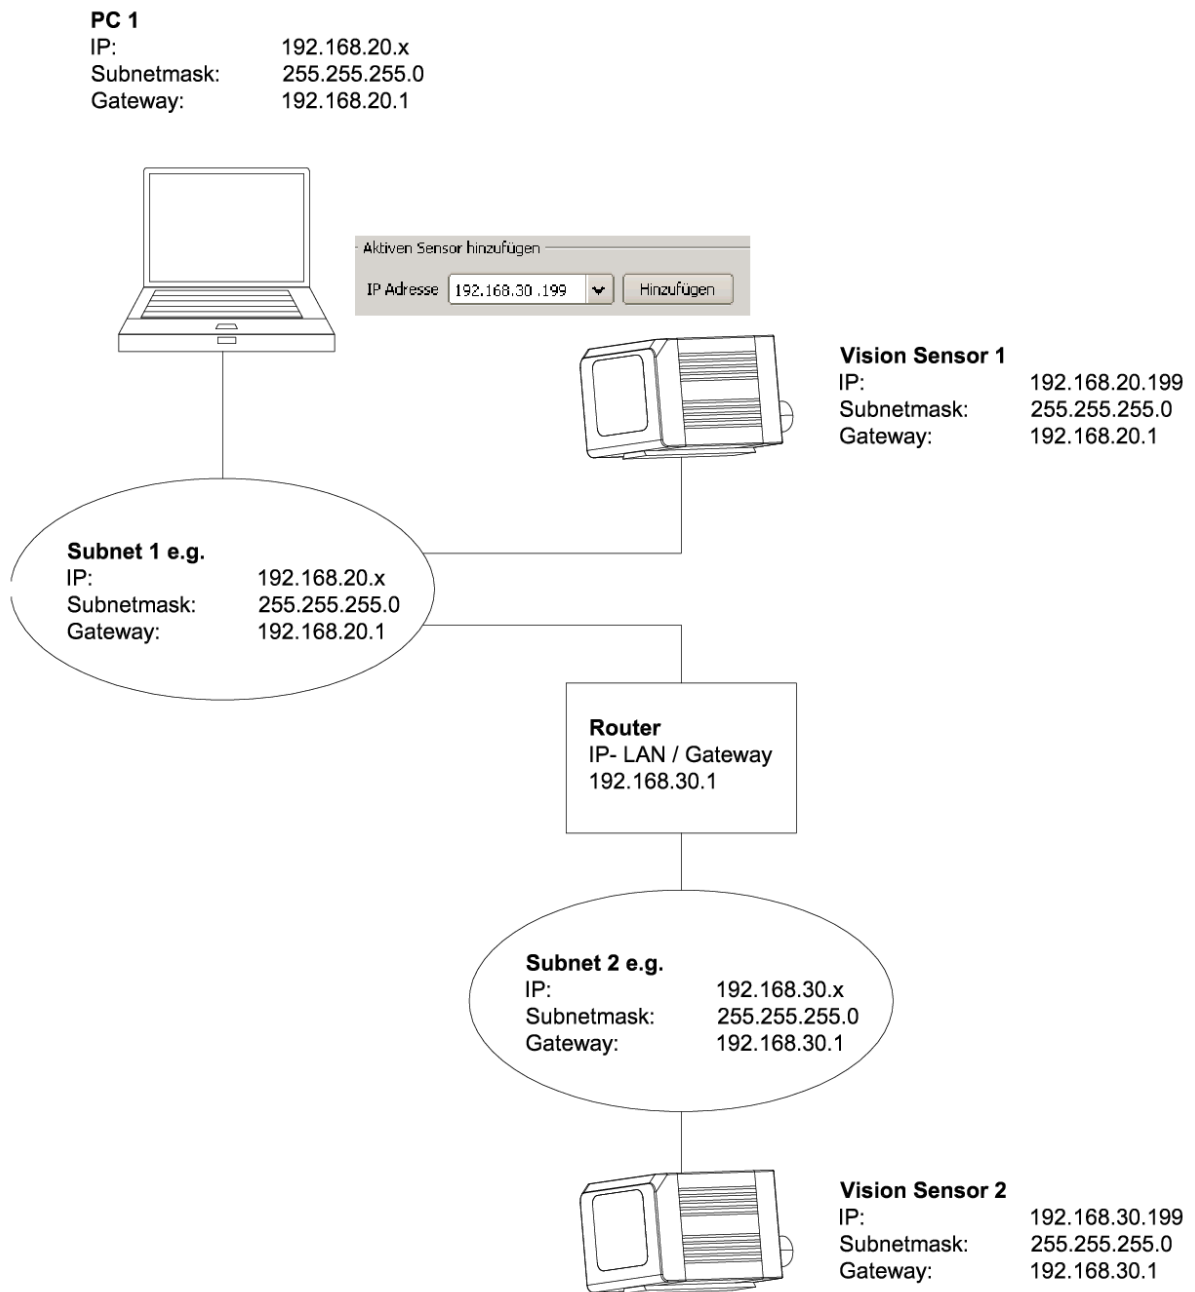 PC 1
IP: 192.168.20.x
Subnetmask: 255.255.255.0
Gateway: 192.168.20.1
Aktiven Sensor hinzufügen
IP Adresse 192.168.30 .199 Hinzufügen
Vision Sensor 1
IP: 192.168.20.199
Subnetmask: 255.255.255.0
Gateway: 192.168.20.1
Subnet 1 e.g.
IP: 192.168.20.x
Subnetmask: 255.255.255.0
Gateway: 192.168.20.1
Router
IP- LAN / Gateway
192.168.30.1
Subnet 2 e.g.
IP: 192.168.30.x
Subnetmask: 255.255.255.0
Gateway: 192.168.30.1
Vision Sensor 2
IP: 192.168.30.199
Subnetmask: 255.255.255.0
Gateway: 192.168.30.1